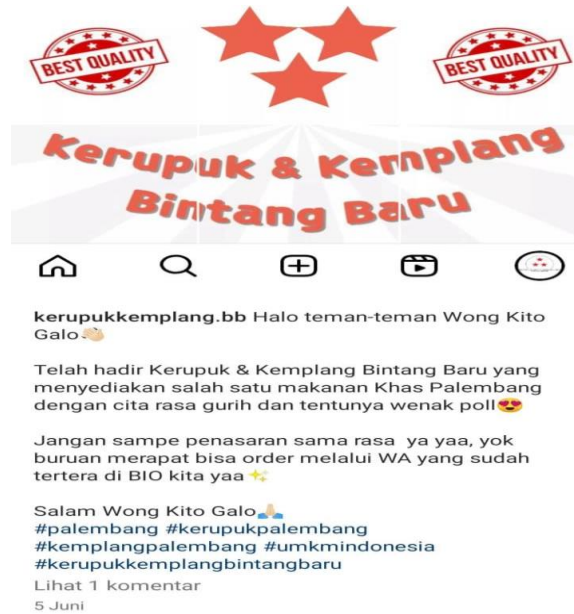 BEST QUALITY
BEST QUALITY
Kerupuk & Kemplang
Bintang Baru
kerupukkemplang.bb Halo teman-teman Wong Kito
Galo👏🏻
Telah hadir Kerupuk & Kemplang Bintang Baru yang
menyediakan salah satu makanan Khas Palembang
dengan cita rasa gurih dan tentunya wenak poll😍
Jangan sampe penasaran sama rasa ya yaa, yok
buruan merapat bisa order melalui WA yang sudah
tertera di BIO kita yaa✨
Salam Wong Kito Galo🙏🏻
#palembang #kerupukpalembang
#kemplangpalembang #umkmindonesia
#kerupukkemplangbintangbaru
Lihat 1 komentar
5 Juni